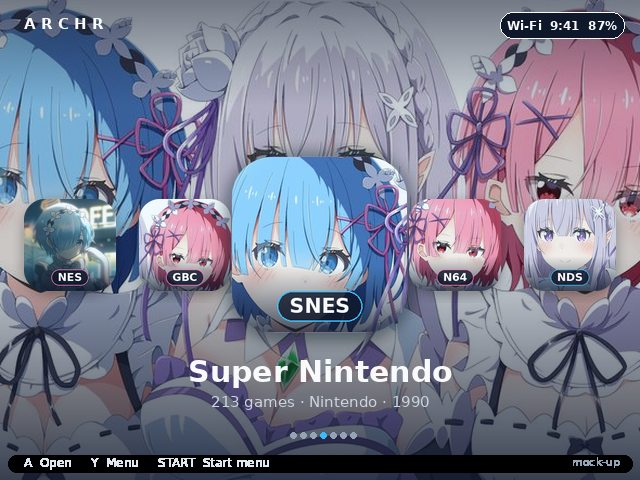 ARCHR
Wi-Fi 9:41 87%
NES
GBC
SNES
N64
NDS
Super Nintendo
213 games · Nintendo · 1990
A Open Y Menu START Start menu
mock-up